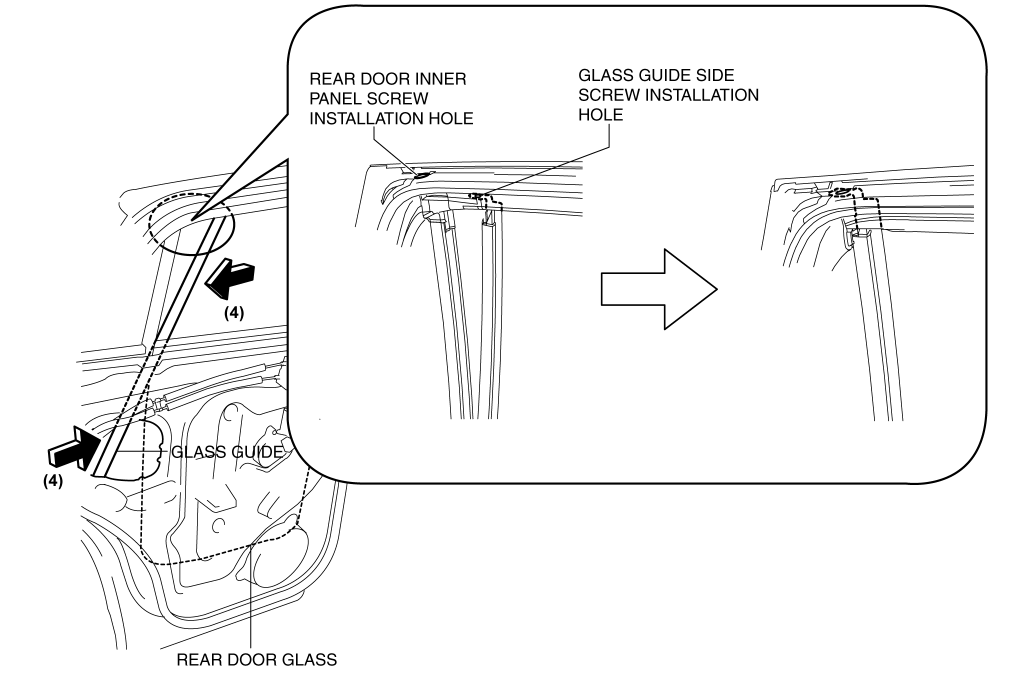 REAR DOOR INNER
PANEL SCREW
INSTALLATION HOLE
GLASS GUIDE SIDE
SCREW INSTALLATION
HOLE
(4)
GLASS GUIDE
(4)
REAR DOOR GLASS